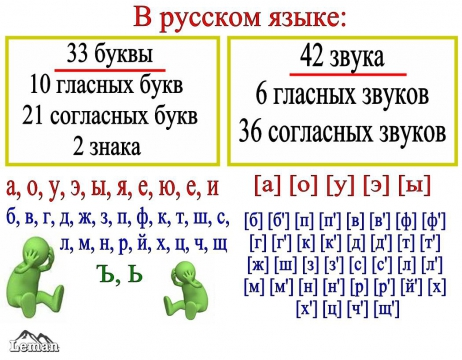 В русском языке:
33 буквы
10 гласных букв
21 согласных букв
2 знака
42 звука
6 гласных звуков
36 согласных звуков
а, о, у, э, ы, я, е, ю, е, и
б, в, г, д, ж, з, п, ф, к, т, ш, с,
л, м, н, р, й, х, ц, ч, щ
Ъ, Ь
[а] [о] [у] [э] [ы]
[б] [б'] [п] [п'] [в] [в'] [ф] [ф']
[г] [г'] [к] [к'] [д] [д'] [т] [т']
[ж] [ш] [з] [з'] [с] [с'] [л] [л']
[м] [м'] [н] [н'] [р] [р'] [й'] [х]
[х'] [ц] [ч'] [щ']
Leman